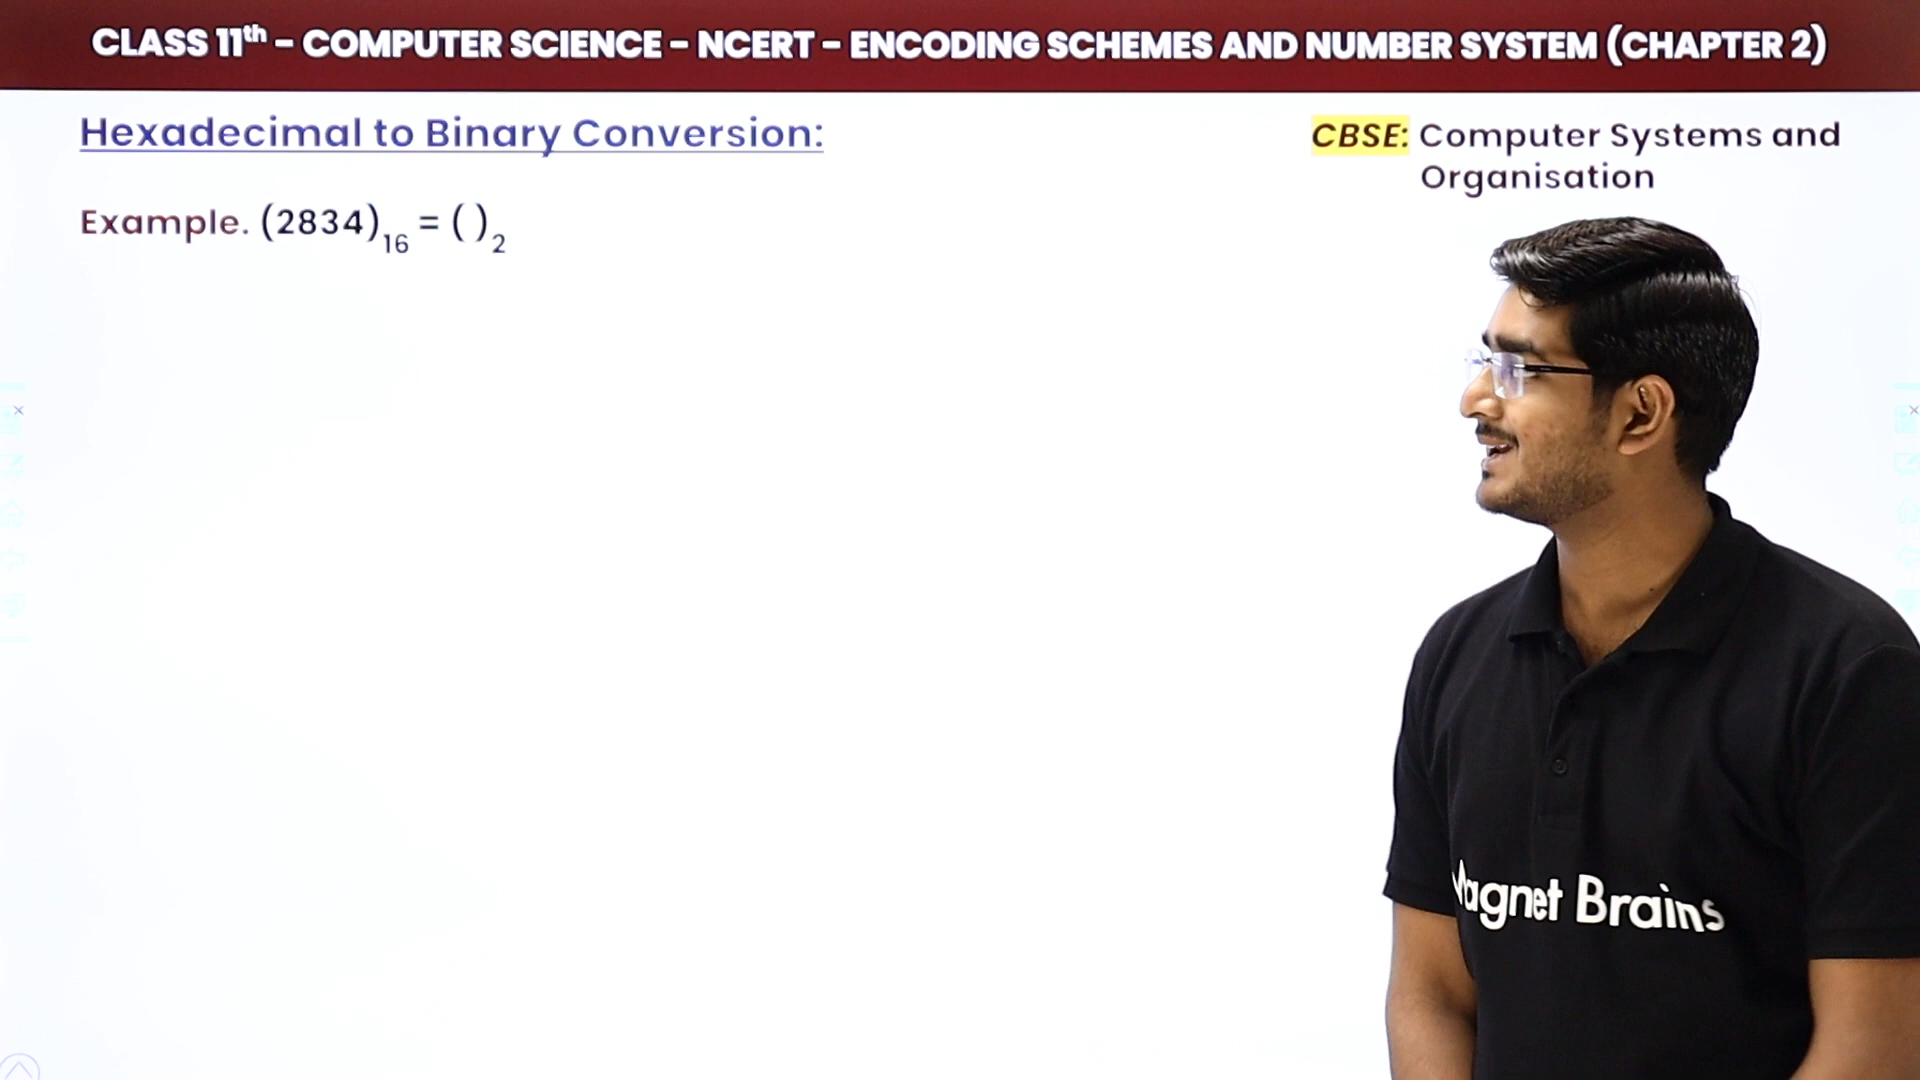 CLASS 11th – COMPUTER SCIENCE – NCERT – ENCODING SCHEMES AND NUMBER SYSTEM (CHAPTER 2)
Hexadecimal to Binary Conversion:
CBSE: Computer Systems and
Organisation
Example. (2834)₁₆ = ( )₂
Magnet Brains